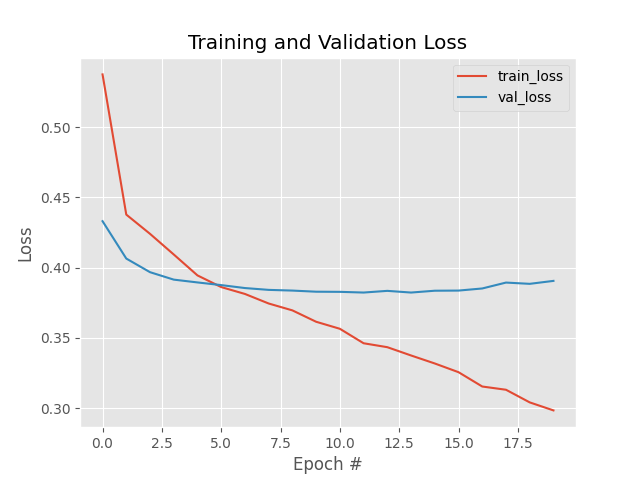 Training and Validation Loss
train_loss
val_loss
0.50
0.45
0.40
0.35
0.30
Loss
0.0 2.5 5.0 7.5 10.0 12.5 15.0 17.5
Epoch #